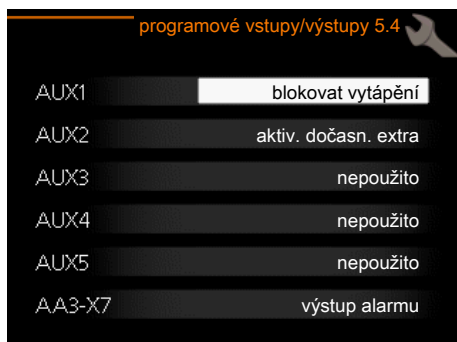 programové vstupy/výstupy 5.4
AUX1 blokovat vytápění
AUX2 aktiv. dočasn. extra
AUX3 nepoužito
AUX4 nepoužito
AUX5 nepoužito
AA3-X7 výstup alarmu